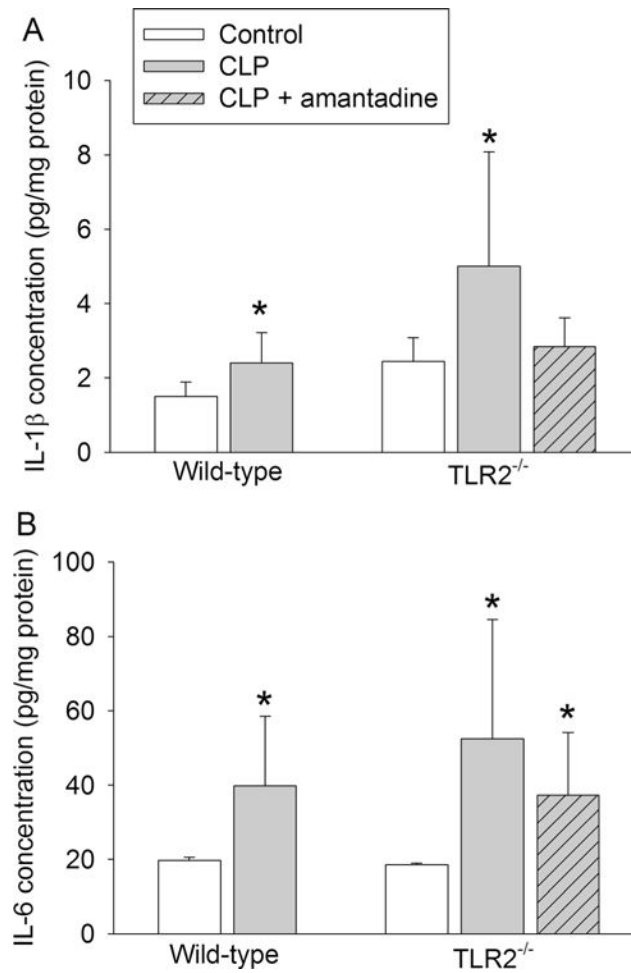 A
Control
CLP
CLP + amantadine
IL-1β concentration (pg/mg protein)
10
8
6
4
2
0
*
*
Wild-type
TLR2-/-
B
IL-6 concentration (pg/mg protein)
100
80
60
40
20
0
*
*
*
Wild-type
TLR2-/-